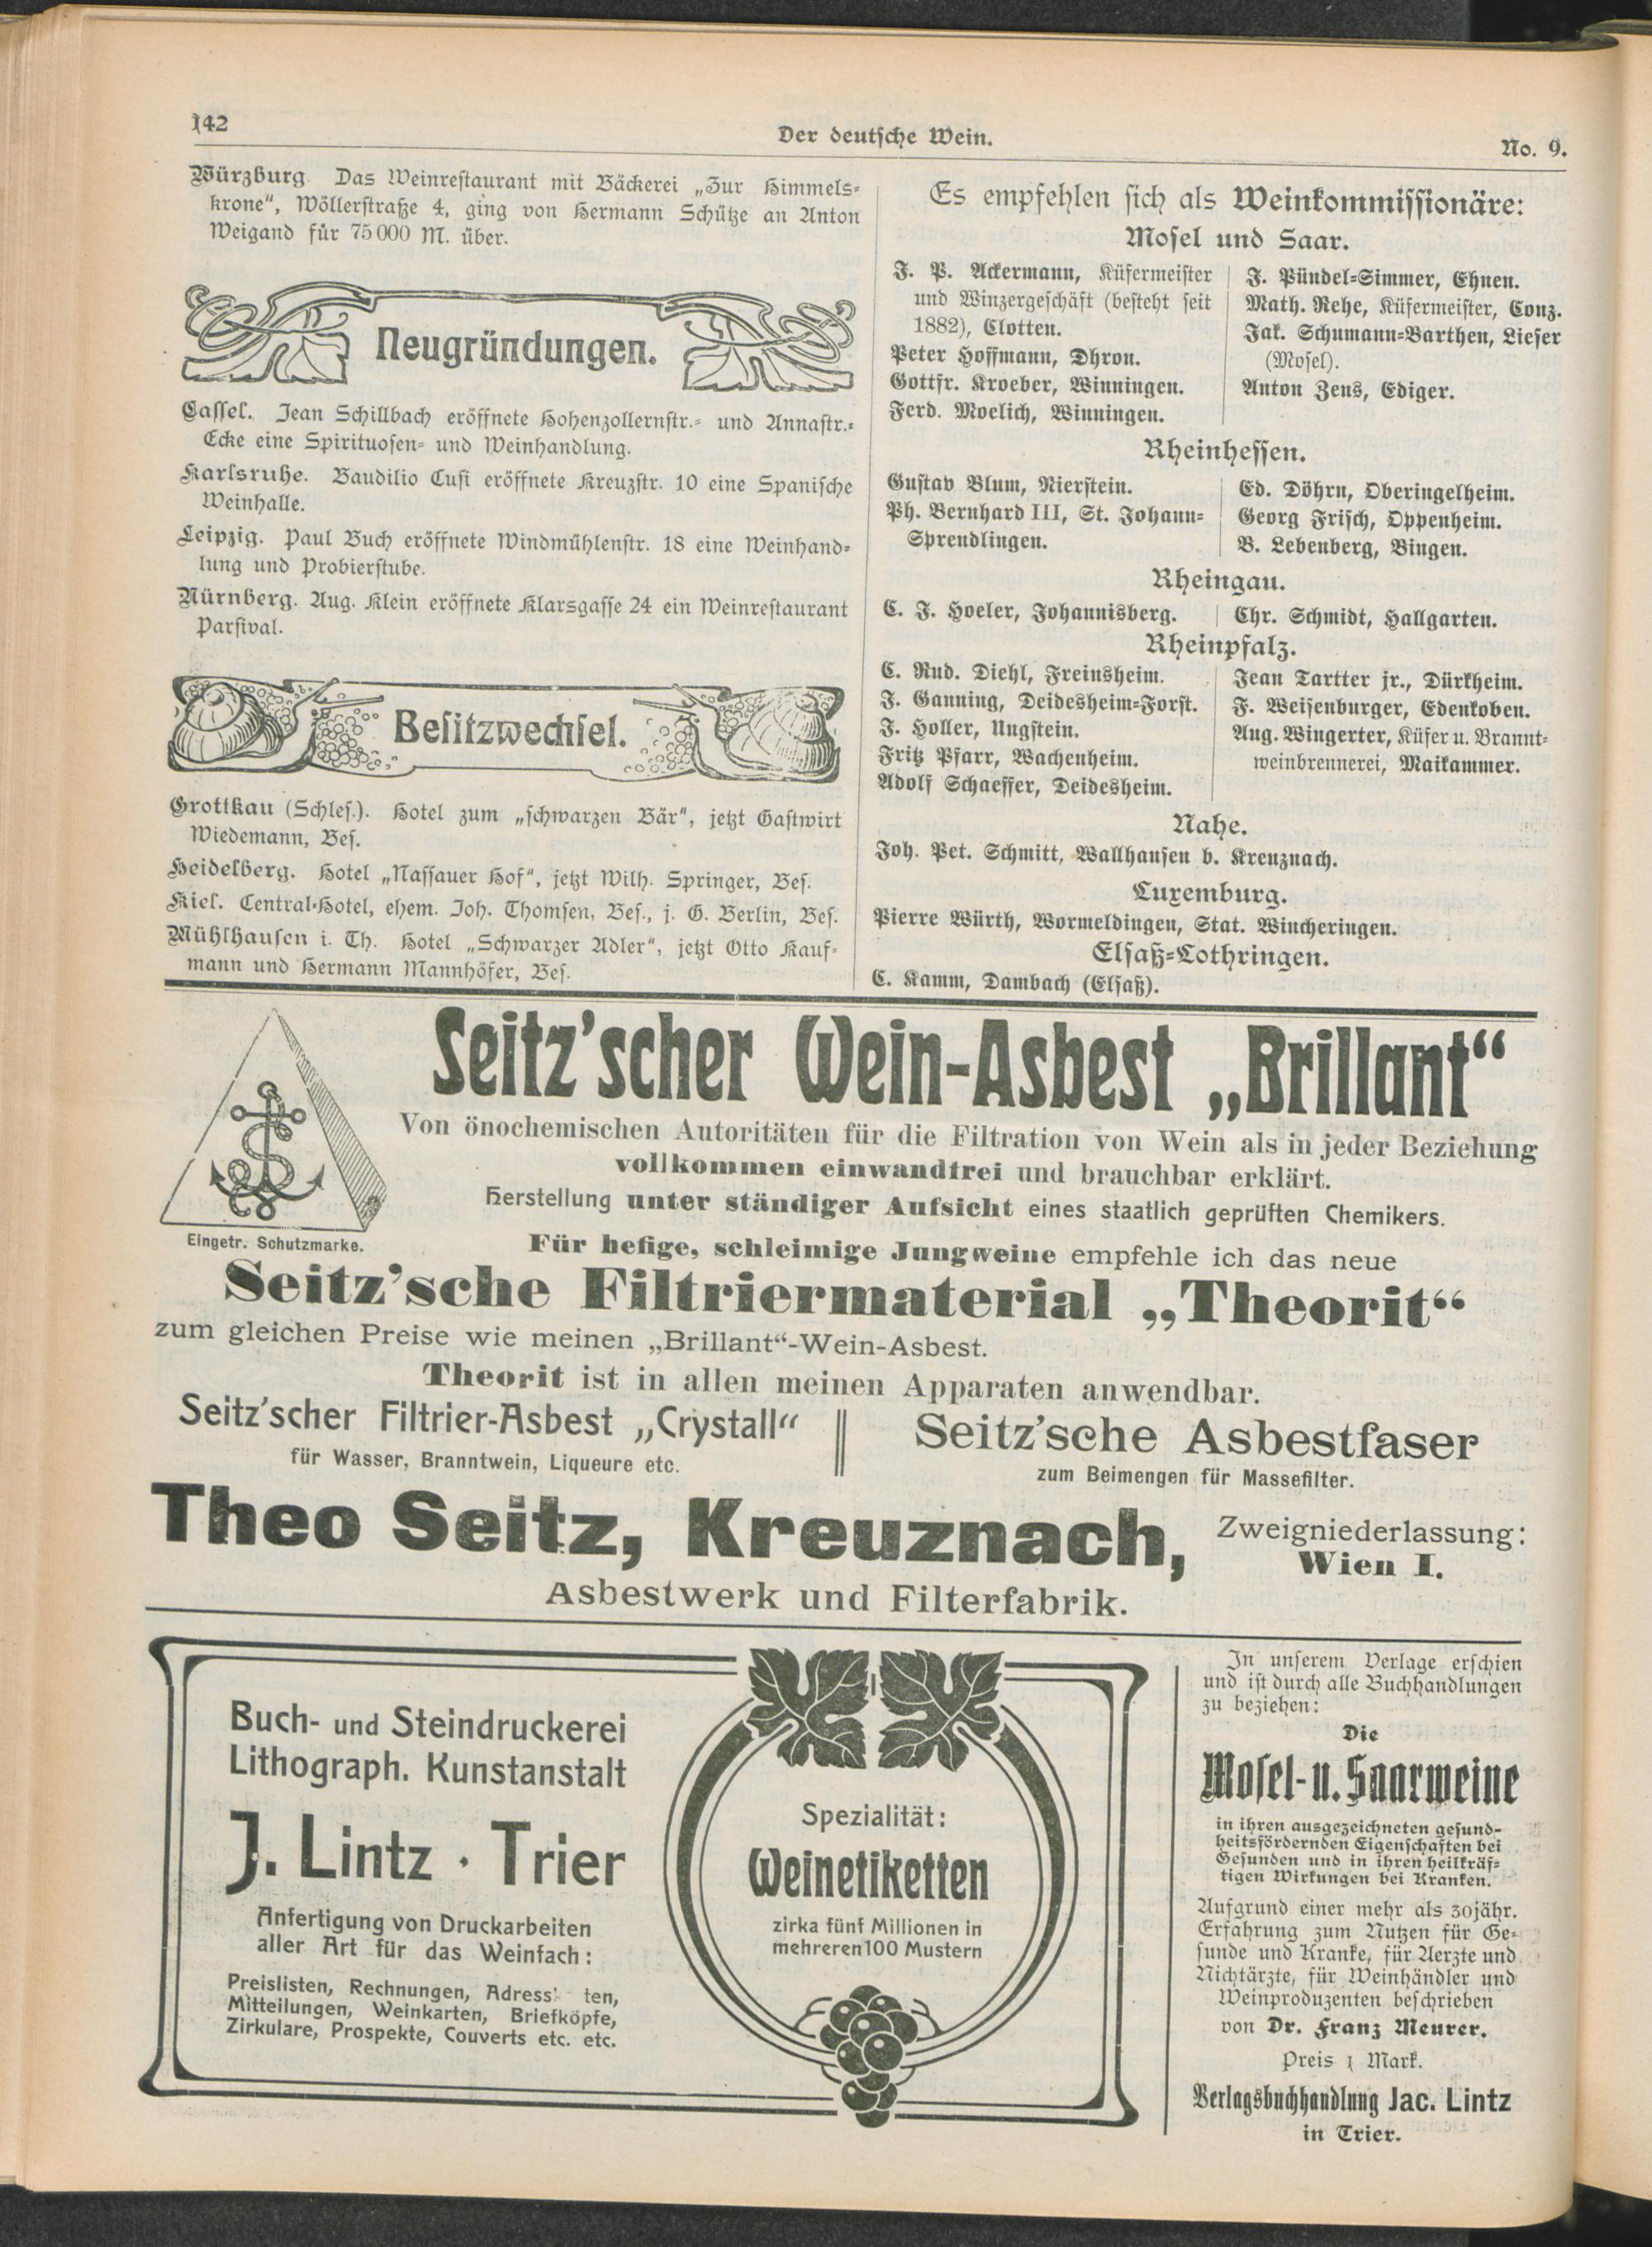 142
Der deutsche Wein.
No. 9.
Würzburg. Das Weinrestaurant mit Bäckerei „Zur Himmels-
krone“, Wöllerstraße 4, ging von Hermann Schütze an Anton
Weigand für 75 000 M. über.
Neugründungen.
Cassel. Jean Schillbach eröffnete Hohenzollernstr.- und Annastr.-
Ecke eine Spirituosen- und Weinhandlung.
Karlsruhe. Baudilio Cusi eröffnete Kreuzstr. 10 eine Spanische
Weinhalle.
Leipzig. Paul Buch eröffnete Windmühlenstr. 18 eine Weinhand-
lung und Probierstube.
Nürnberg. Aug. Klein eröffnete Klarsgasse 24 ein Weinrestaurant
Parsival.
Besitzwechsel.
Grottkau (Schles.). Hotel zum „schwarzen Bär“, jetzt Gastwirt
Wiedemann, Bes.
Heidelberg. Hotel „Nassauer Hof“, jetzt Wilh. Springer, Bes.
Kiel. Central-Hotel, ehem. Joh. Thomsen, Bes., j. G. Berlin, Bes.
Mühlhausen i. Th. Hotel „Schwarzer Adler“, jetzt Otto Kauf-
mann und Hermann Mannhöfer, Bes.
Es empfehlen sich als Weinkommissionäre:
Mosel und Saar.
J. P. Ackermann, Küfermeister
und Winzergeschäft (besteht seit
1882), Clotten.
Peter Hoffmann, Dhron.
Gottfr. Kroeber, Winningen.
Ferd. Moelich, Winningen.
J. Pündel-Simmer, Ehnen.
Math. Rehe, Küfermeister, Conz.
Jak. Schumann-Barthen, Lieser
(Mosel).
Anton Zens, Ediger.
Rheinhessen.
Gustav Blum, Nierstein.
Ph. Bernhard III, St. Johann-
Sprendlingen.
Ed. Döhrn, Oberingelheim.
Georg Frisch, Oppenheim.
B. Lebenberg, Bingen.
Rheingau.
C. J. Hoeler, Johannisberg.
Chr. Schmidt, Hallgarten.
Rheinpfalz.
C. Rud. Diehl, Freinsheim.
J. Ganning, Deidesheim-Forst.
J. Holler, Ungstein.
Fritz Pfarr, Wachenheim.
Adolf Schaeffer, Deidesheim.
Jean Tartter jr., Dürkheim.
F. Weisenburger, Edenkoben.
Aug. Wingerter, Küfer u. Brannt-
weinbrennerei, Maikammer.
Nahe.
Joh. Pet. Schmitt, Wallhausen b. Kreuznach.
Luxemburg.
Pierre Würth, Wormeldingen, Stat. Wincheringen.
Elsaß-Lothringen.
C. Kamm, Dambach (Elsaß).
Seitz'scher Wein-Asbest „Brillant“
Von önochemischen Autoritäten für die Filtration von Wein als in jeder Beziehung
vollkommen einwandfrei und brauchbar erklärt.
Herstellung unter ständiger Aufsicht eines staatlich geprüften Chemikers.
Eingetr. Schutzmarke.
Für hefige, schleimige Jungweine empfehle ich das neue
Seitz'sche Filtriermaterial „Theorit“
zum gleichen Preise wie meinen „Brillant“-Wein-Asbest.
Theorit ist in allen meinen Apparaten anwendbar.
Seitz'scher Filtrier-Asbest „Crystall“
für Wasser, Branntwein, Liqueure etc.
Seitz'sche Asbestfaser
zum Beimengen für Massefilter.
Theo Seitz, Kreuznach,
Zweigniederlassung:
Wien I.
Asbestwerk und Filterfabrik.
Buch- und Steindruckerei
Lithograph. Kunstanstalt
J. Lintz · Trier
Anfertigung von Druckarbeiten
aller Art für das Weinfach:
Preislisten, Rechnungen,
Mitteilungen, Weinkarten, Briefköpfe,
Zirkulare, Prospekte, Couverts etc. etc.
Spezialität:
Weinetiketten
zirka fünf Millionen in
mehreren 100 Mustern
In unserem Verlage erschien
und ist durch alle Buchhandlungen
zu beziehen:
Die
Mosel- u. Saarweine
in ihren ausgezeichneten gesund-
heitsfördernden Eigenschaften bei
Gesunden und in ihren heilkräf-
tigen Wirkungen bei Kranken.
Aufgrund einer mehr als 30jähr.
Erfahrung zum Nutzen für Ge-
sunde und Kranke, für Aerzte und
Nichtärzte, für Weinhändler und
Weinproduzenten beschrieben
von Dr. Franz Meurer.
Preis 1 Mark.
Verlagsbuchhandlung Jac. Lintz
in Trier.